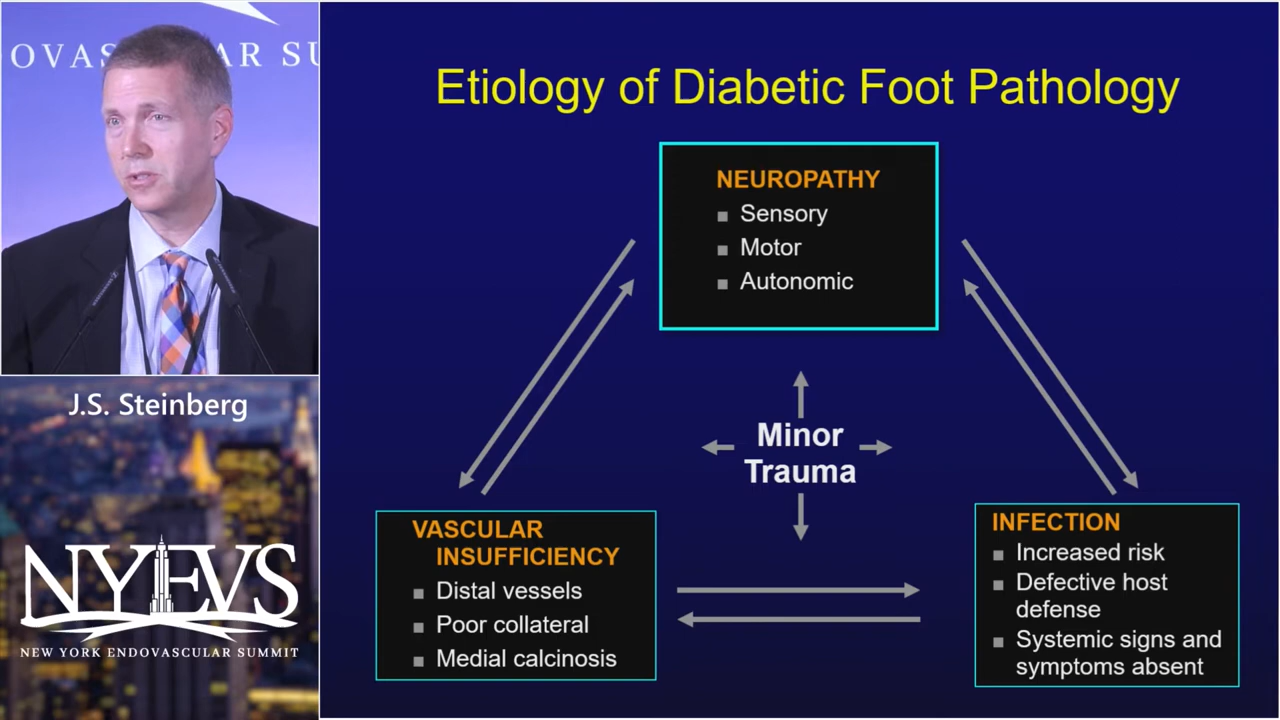 OVAS AR SU
J.S. Steinberg
NYEVS
NEW YORK ENDOVASCULAR SUMMIT
Etiology of Diabetic Foot Pathology
NEUROPATHY
Sensory
Motor
Autonomic
Minor
Trauma
VASCULAR
INSUFFICIENCY
Distal vessels
Poor collateral
Medial calcinosis
INFECTION
Increased risk
Defective host
defense
Systemic signs and
symptoms absent